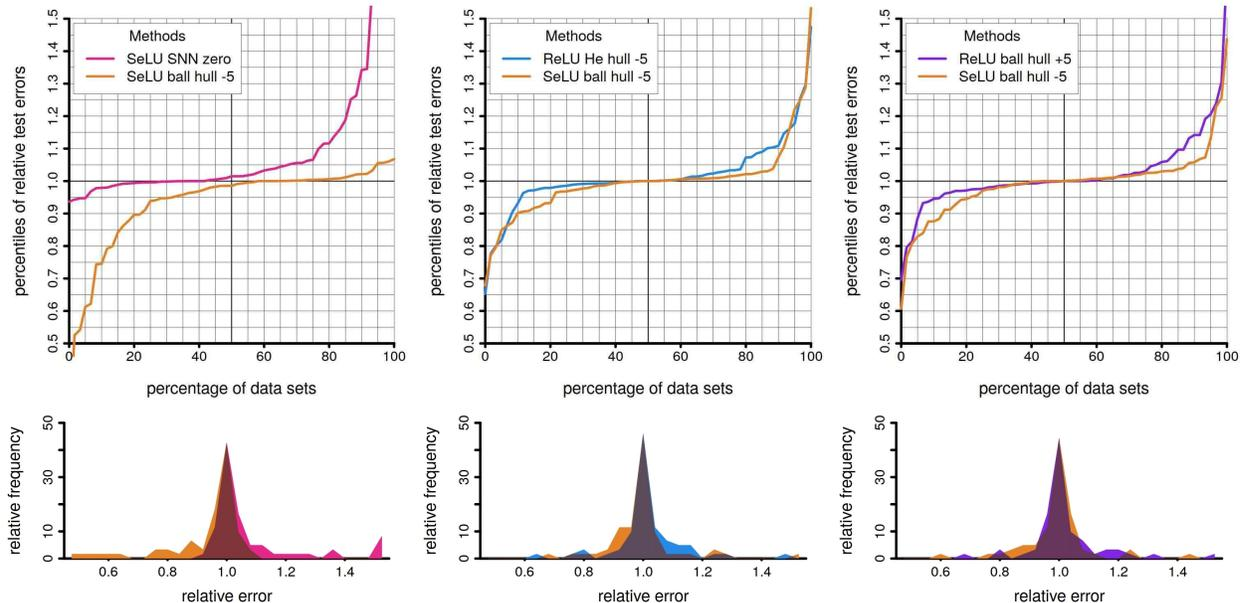 percentiles of relative test errors
0.5 0.6 0.7 0.8 0.9 1.0 1.1 1.2 1.3 1.4 1.5
Methods
SeLU SNN zero
SeLU ball hull -5
0 20 40 60 80 100
percentage of data sets
percentiles of relative test errors
0.5 0.6 0.7 0.8 0.9 1.0 1.1 1.2 1.3 1.4 1.5
Methods
ReLU He hull -5
SeLU ball hull -5
0 20 40 60 80 100
percentage of data sets
percentiles of relative test errors
0.5 0.6 0.7 0.8 0.9 1.0 1.1 1.2 1.3 1.4 1.5
Methods
ReLU ball hull +5
SeLU ball hull -5
0 20 40 60 80 100
percentage of data sets
relative frequency
0 10 30 50
0.6 0.8 1.0 1.2 1.4
relative error
relative frequency
0 10 30 50
0.6 0.8 1.0 1.2 1.4
relative error
relative frequency
0 10 30 50
0.6 0.8 1.0 1.2 1.4
relative error